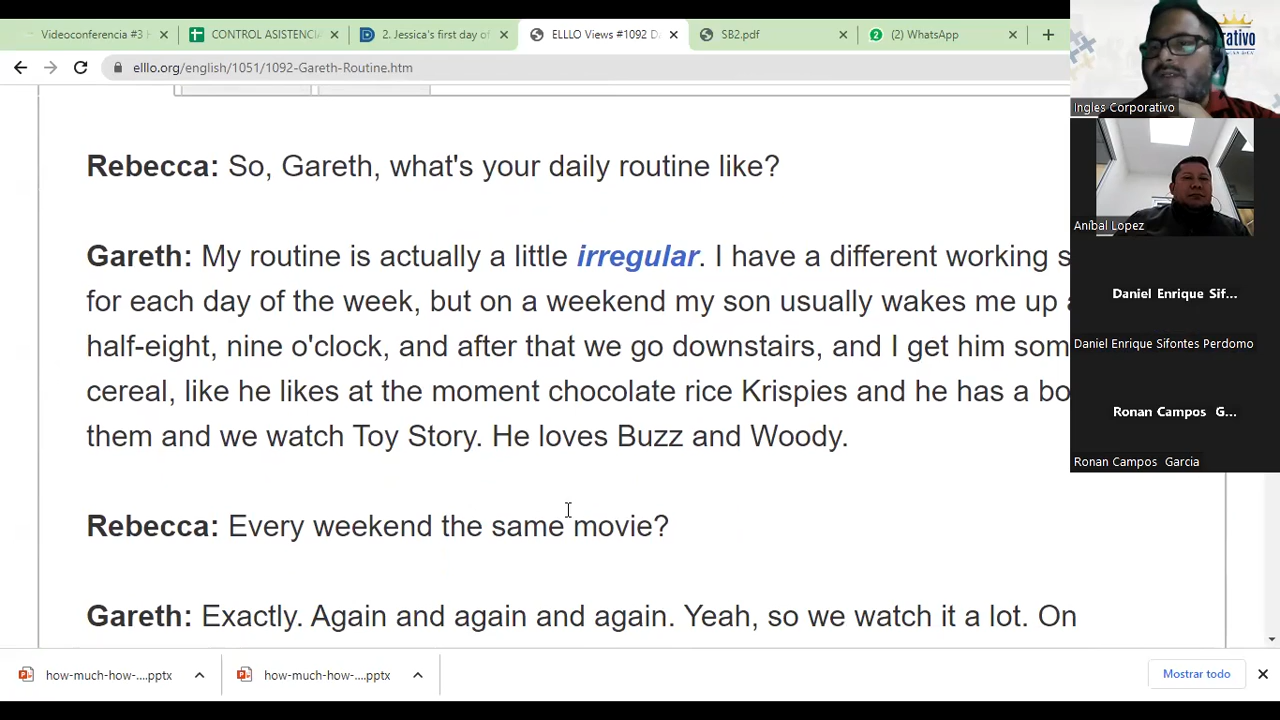 Videoconferencia #3
CONTROL ASISTENCIA
2. Jessica's first day of
ELLLO Views #1092 D
SB2.pdf
(2) WhatsApp
elllo.org/english/1051/1092-Gareth-Routine.htm
rativo
Ingles Corporativo
Rebecca: So, Gareth, what's your daily routine like?
Aníbal Lopez
Gareth: My routine is actually a little irregular. I have a different working s
for each day of the week, but on a weekend my son usually wakes me up a
Daniel Enrique Sif...
half-eight, nine o'clock, and after that we go downstairs, and I get him som
Daniel Enrique Sifontes Perdomo
cereal, like he likes at the moment chocolate rice Krispies and he has a bo
Ronan Campos G...
them and we watch Toy Story. He loves Buzz and Woody.
Ronan Campos Garcia
Rebecca: Every weekend the same movie?
Gareth: Exactly. Again and again and again. Yeah, so we watch it a lot. On
how-much-how-....pptx
how-much-how-....pptx
Mostrar todo